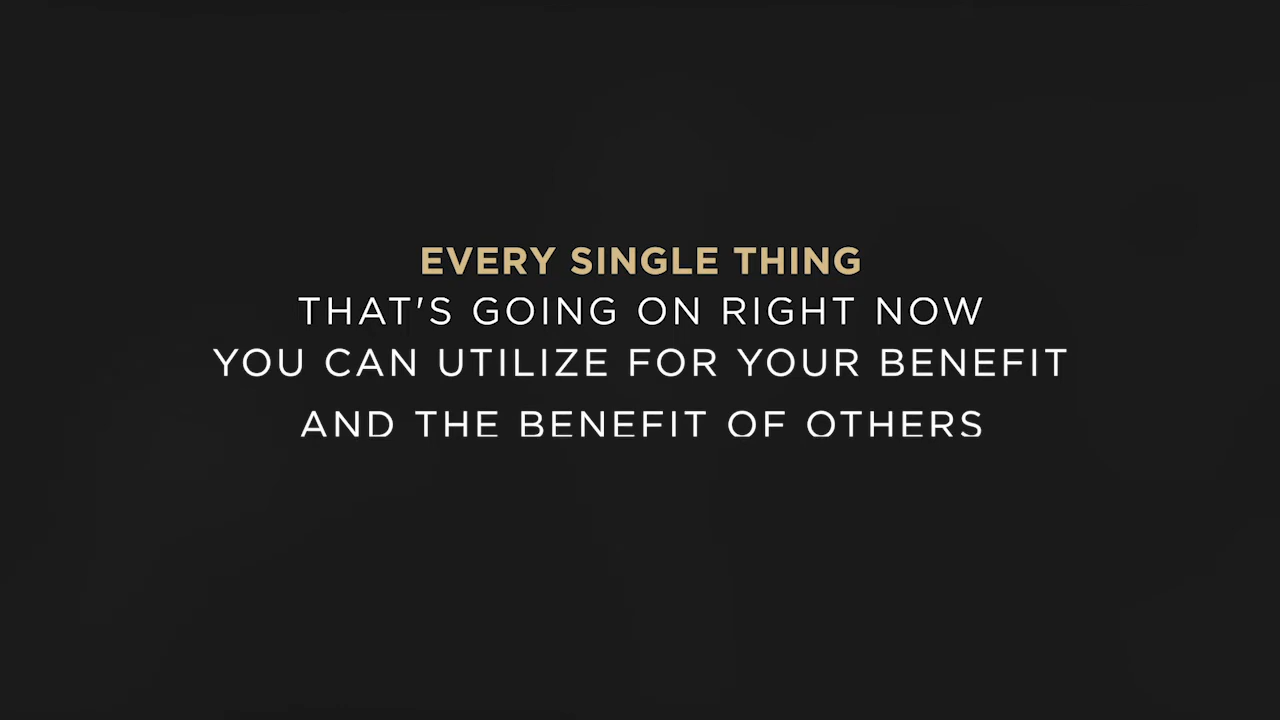 EVERY SINGLE THING
THAT'S GOING ON RIGHT NOW
YOU CAN UTILIZE FOR YOUR BENEFIT
AND THE BENEFIT OF OTHERS